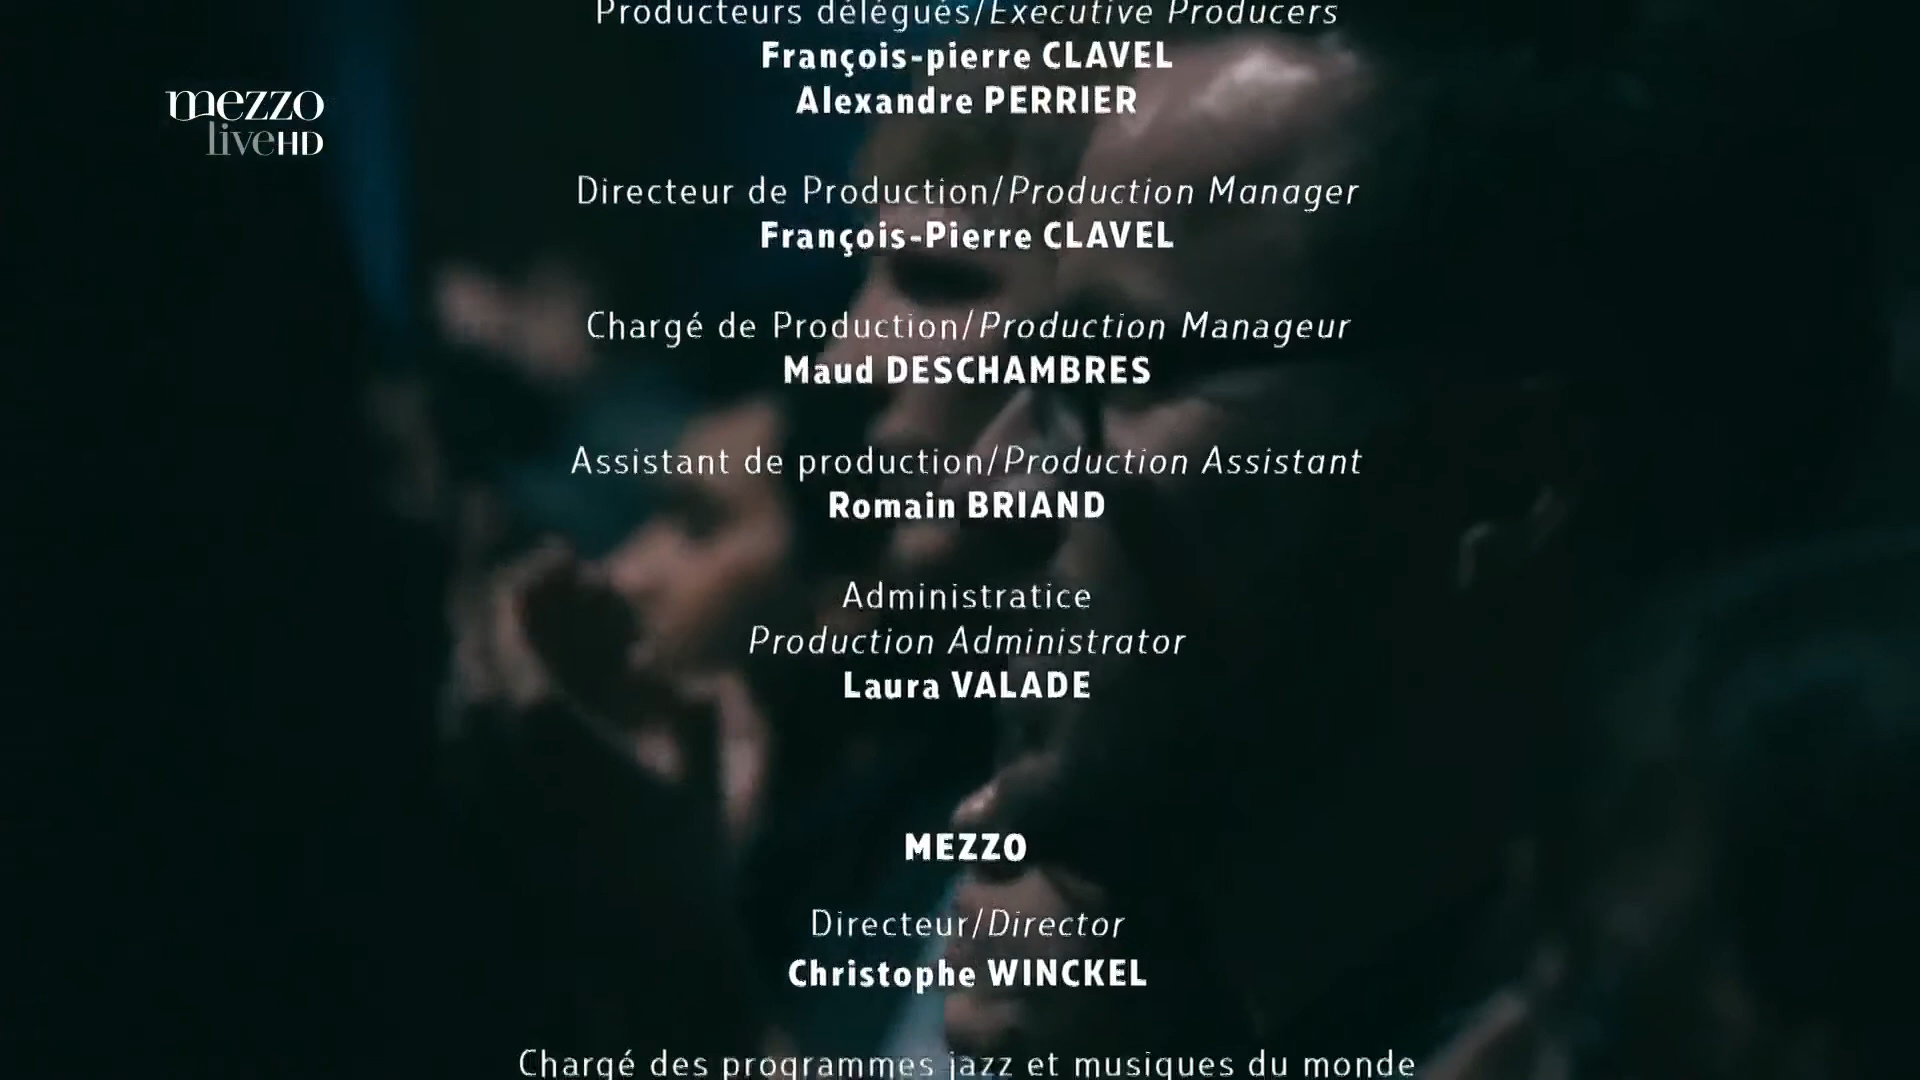 Producteurs délégués/Executive Producers
François-pierre CLAVEL
Alexandre PERRIER
mezzo
liveHD
Directeur de Production/Production Manager
François-Pierre CLAVEL
Chargé de Production/Production Manageur
Maud DESCHAMBRES
Assistant de production/Production Assistant
Romain BRIAND
Administratice
Production Administrator
Laura VALADE
MEZZO
Directeur/Director
Christophe WINCKEL
Chargé des programmes jazz et musiques du monde